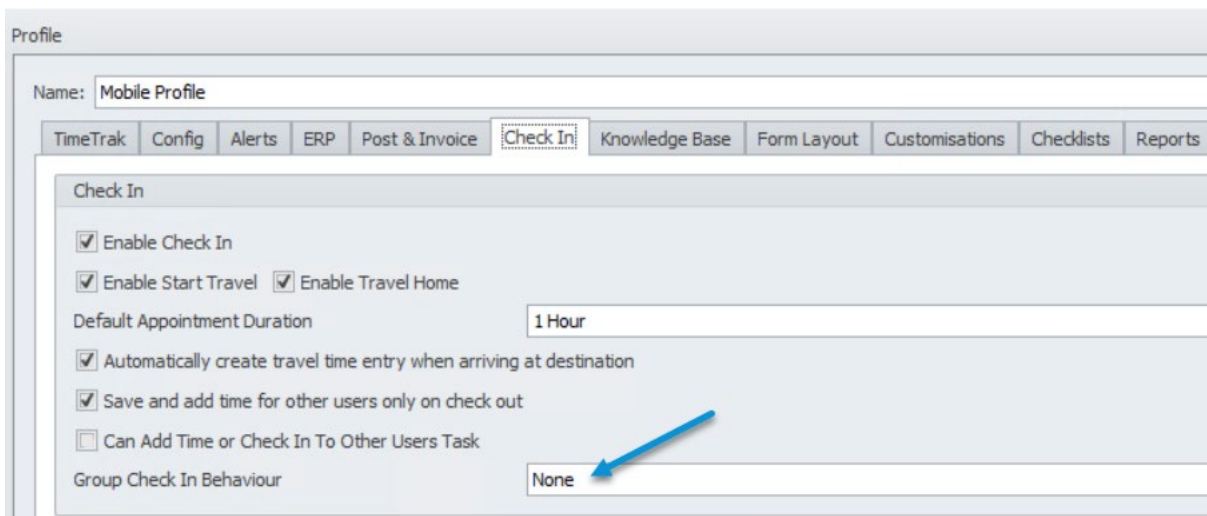 Profile
Name: Mobile Profile
TimeTrak Config Alerts ERP Post & Invoice Check In Knowledge Base Form Layout Customisations Checklists Reports
Check In
Enable Check In
Enable Start Travel Enable Travel Home
Default Appointment Duration 1 Hour
Automatically create travel time entry when arriving at destination
Save and add time for other users only on check out
Can Add Time or Check In To Other Users Task
Group Check In Behaviour None